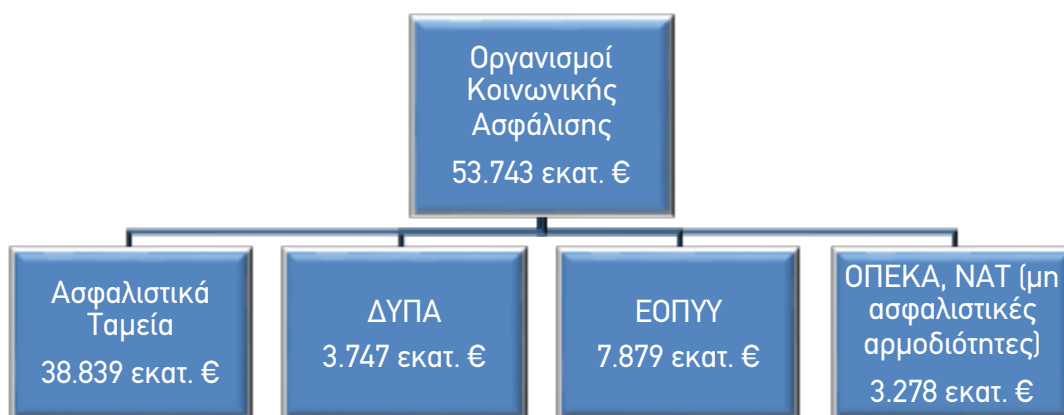 Οργανισμοί
Κοινωνικής
Ασφάλισης
53.743 εκατ. €
Ασφαλιστικά
Ταμεία
38.839 εκατ. €
ΔΥΠΑ
3.747 εκατ. €
ΕΟΠΥΥ
7.879 εκατ. €
ΟΠΕΚΑ, ΝΑΤ (μη
ασφαλιστικές
αρμοδιότητες)
3.278 εκατ. €